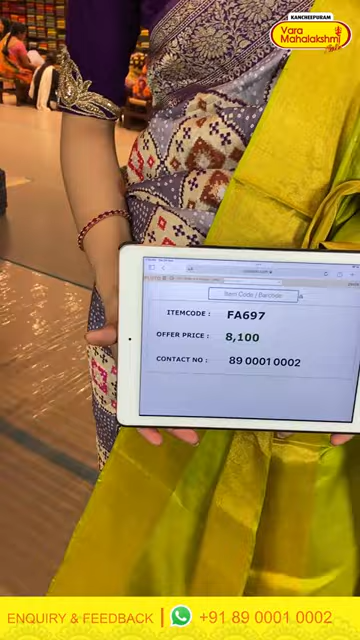 KANCHEEPURAM
Vara
Mahalakshmi
Silks
Item Code / Barcode
ITEMCODE : FA697
OFFER PRICE : 8,100
CONTACT NO : 89 0001 0002
ENQUIRY & FEEDBACK | +91 89 0001 0002